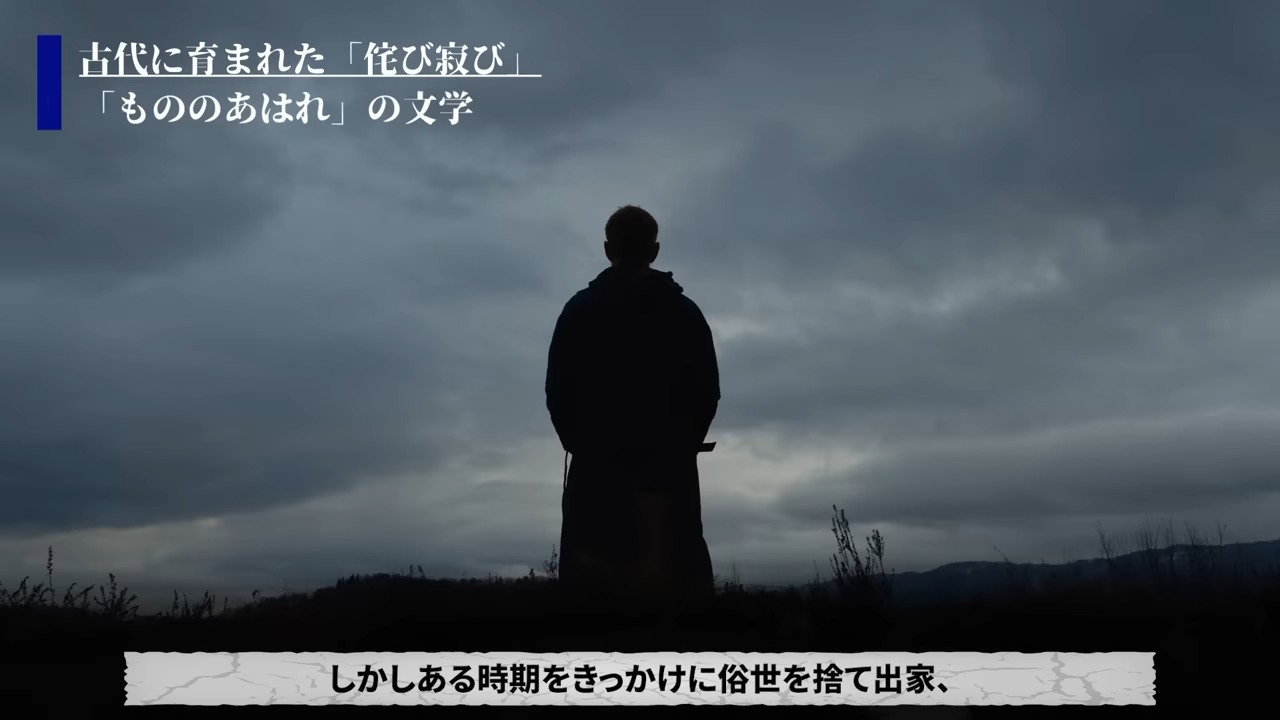 古代に育まれた「侘び寂び」
「もののあはれ」の文学
しかしある時期をきっかけに俗世を捨て出家、